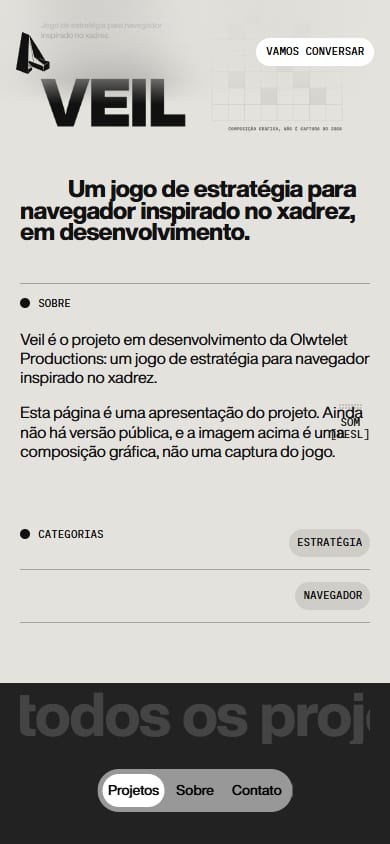 Jogo de estratégia para navegador
inspirado no xadrez.
VAMOS CONVERSAR
VEIL
COMPOSIÇÃO GRÁFICA, NÃO É CAPTURA DO JOGO
Um jogo de estratégia para
navegador inspirado no xadrez,
em desenvolvimento.
SOBRE
Veil é o projeto em desenvolvimento da Olwtelet
Productions: um jogo de estratégia para navegador
inspirado no xadrez.
Esta página é uma apresentação do projeto. Ainda
não há versão pública, e a imagem acima é uma
composição gráfica, não uma captura do jogo.
SOM
CATEGORIAS
ESTRATÉGIA
NAVEGADOR
todos os proj
Projetos Sobre Contato